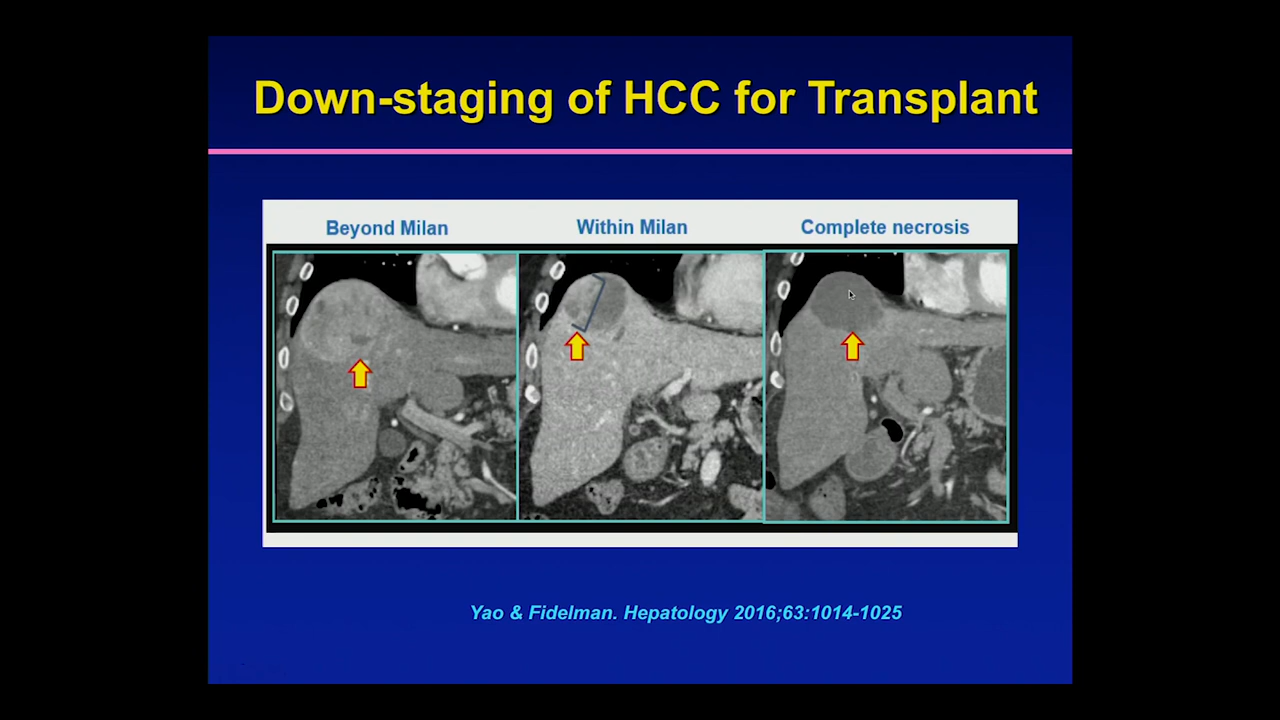 Down-staging of HCC for Transplant
Beyond Milan
Within Milan
Complete necrosis
Yao & Fidelman. Hepatology 2016;63:1014-1025